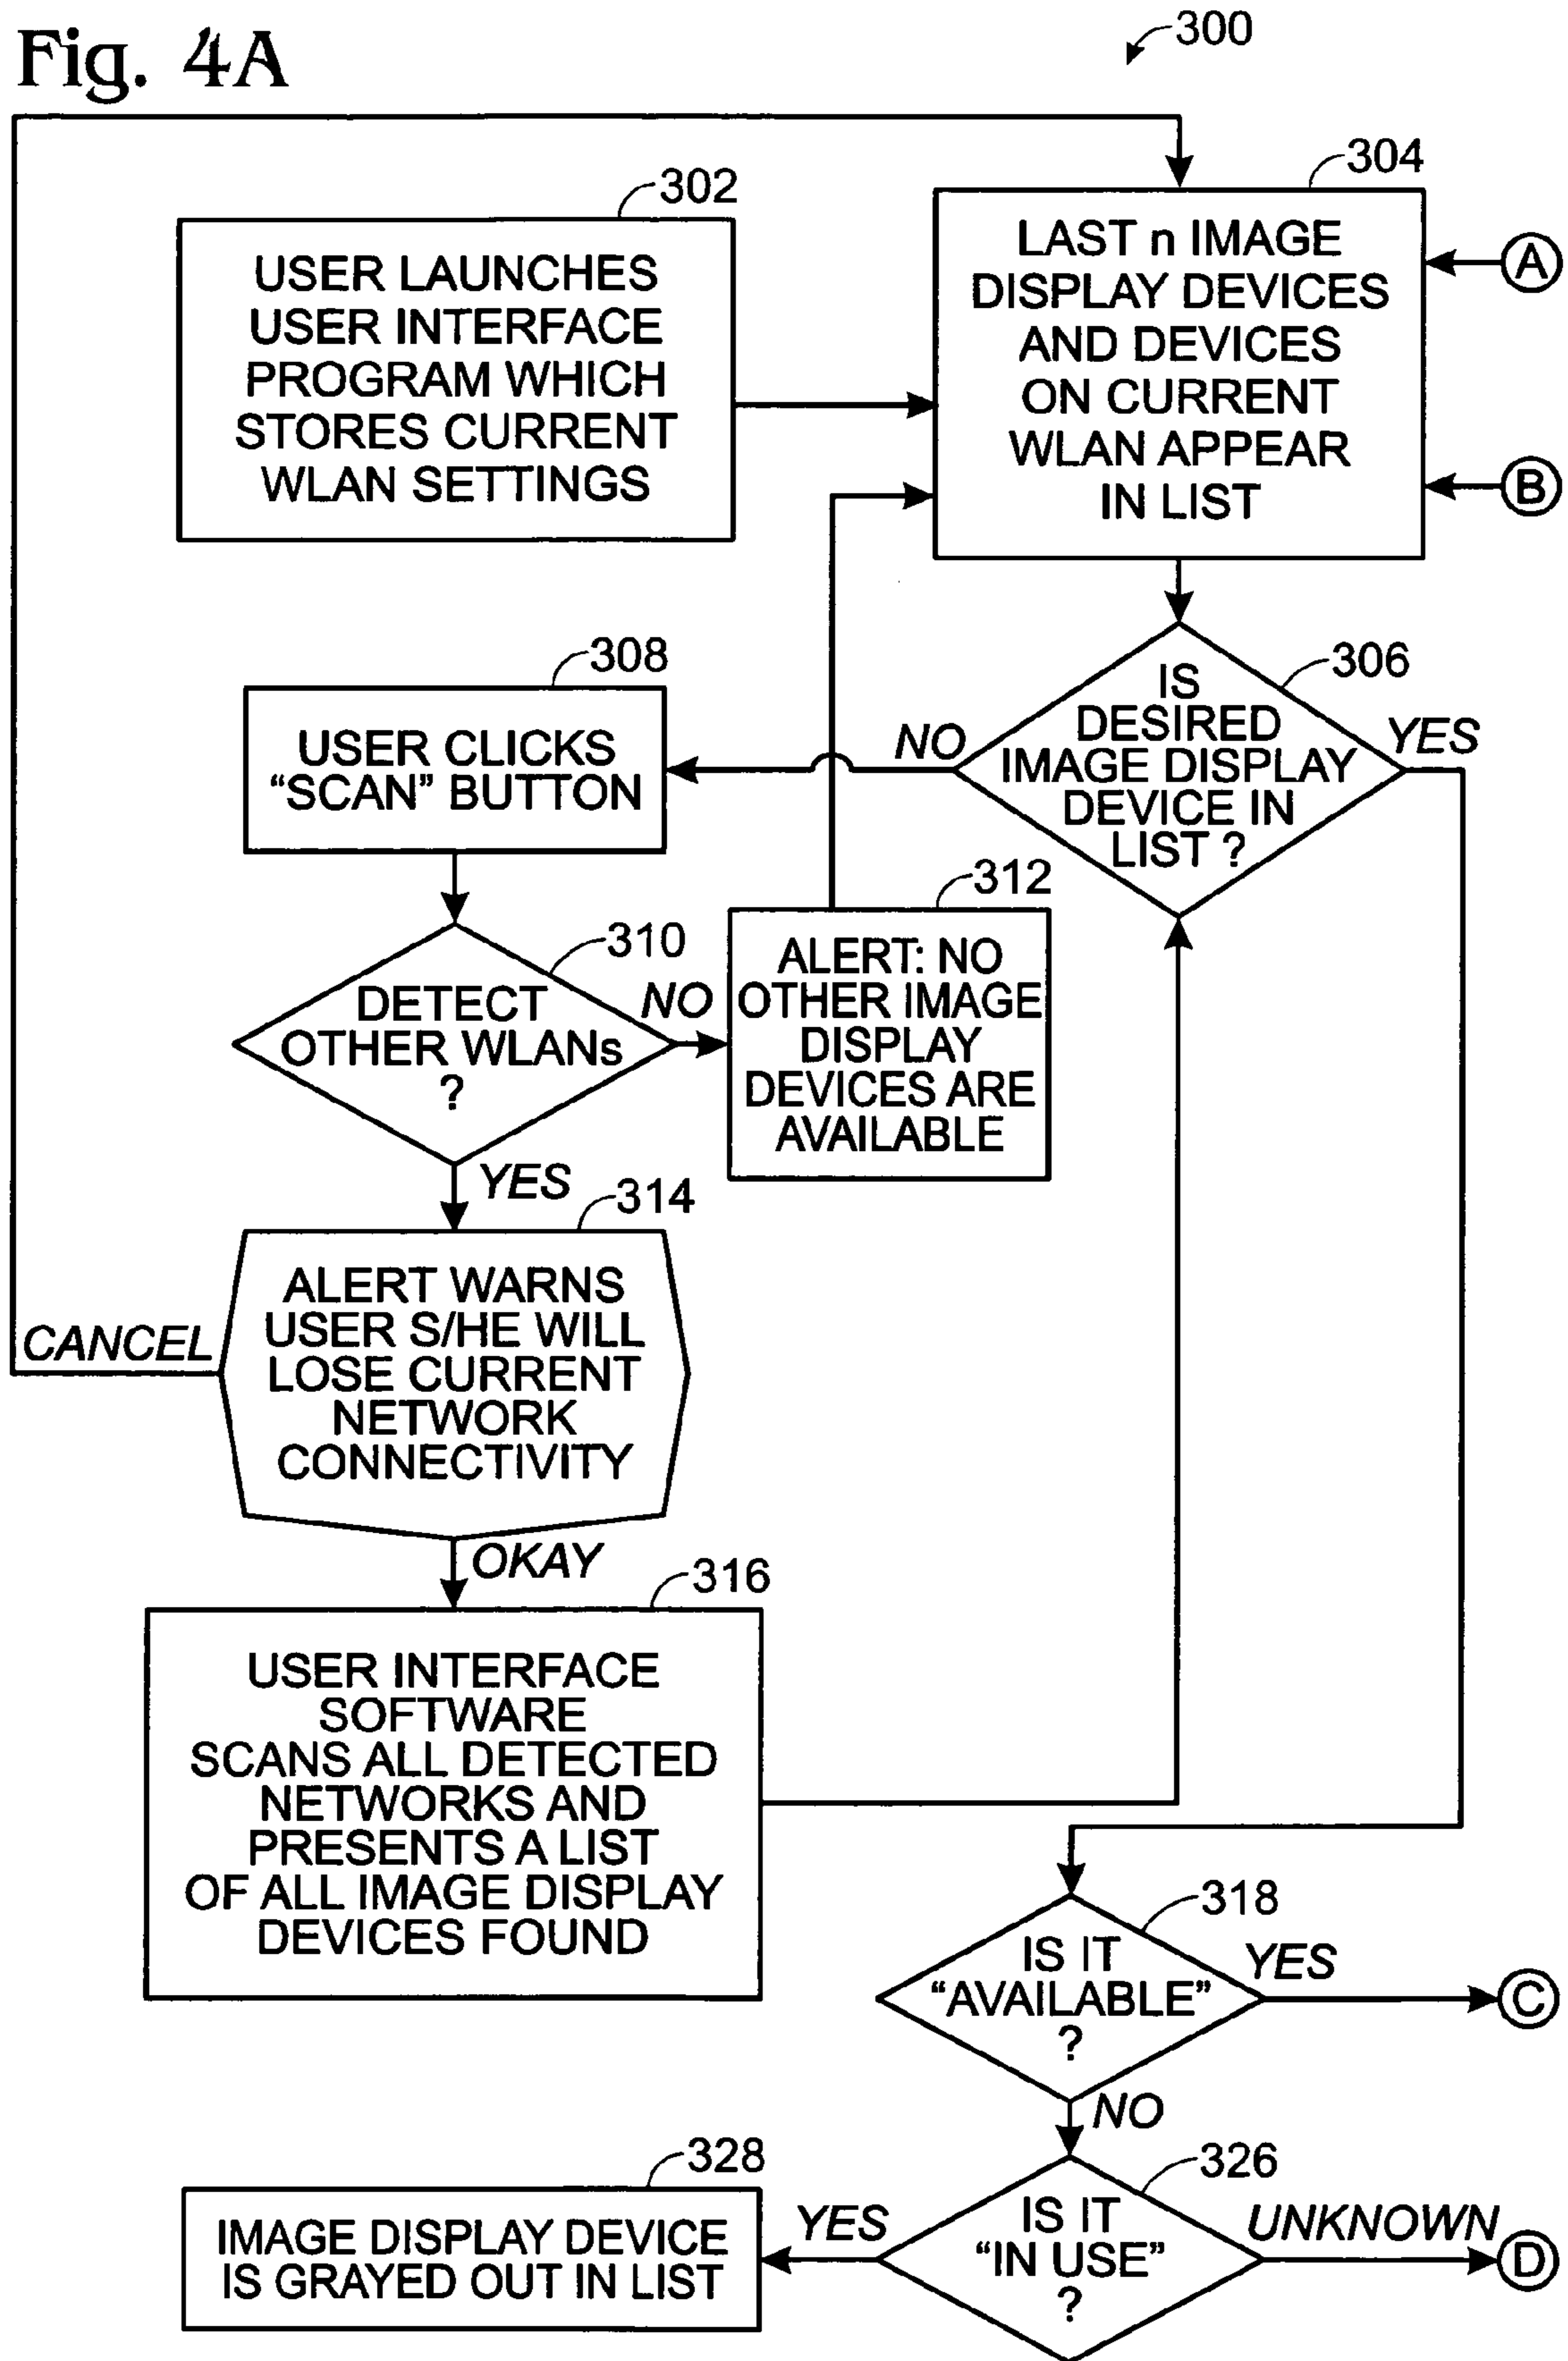 Fig. 4A
300
302
USER LAUNCHES
USER INTERFACE
PROGRAM WHICH
STORES CURRENT
WLAN SETTINGS
304
LAST n IMAGE
DISPLAY DEVICES
AND DEVICES
ON CURRENT
WLAN APPEAR
IN LIST
A
B
306
IS
DESIRED
IMAGE DISPLAY
DEVICE IN
LIST ?
NO
YES
308
USER CLICKS
“SCAN” BUTTON
310
DETECT
OTHER WLANs
?
NO
YES
312
ALERT: NO
OTHER IMAGE
DISPLAY
DEVICES ARE
AVAILABLE
314
ALERT WARNS
USER S/HE WILL
LOSE CURRENT
NETWORK
CONNECTIVITY
CANCEL
OKAY
316
USER INTERFACE
SOFTWARE
SCANS ALL DETECTED
NETWORKS AND
PRESENTS A LIST
OF ALL IMAGE DISPLAY
DEVICES FOUND
318
IS IT
“AVAILABLE”
?
YES
C
NO
326
IS IT
“IN USE”
?
YES
UNKNOWN
D
328
IMAGE DISPLAY DEVICE
IS GRAYED OUT IN LIST